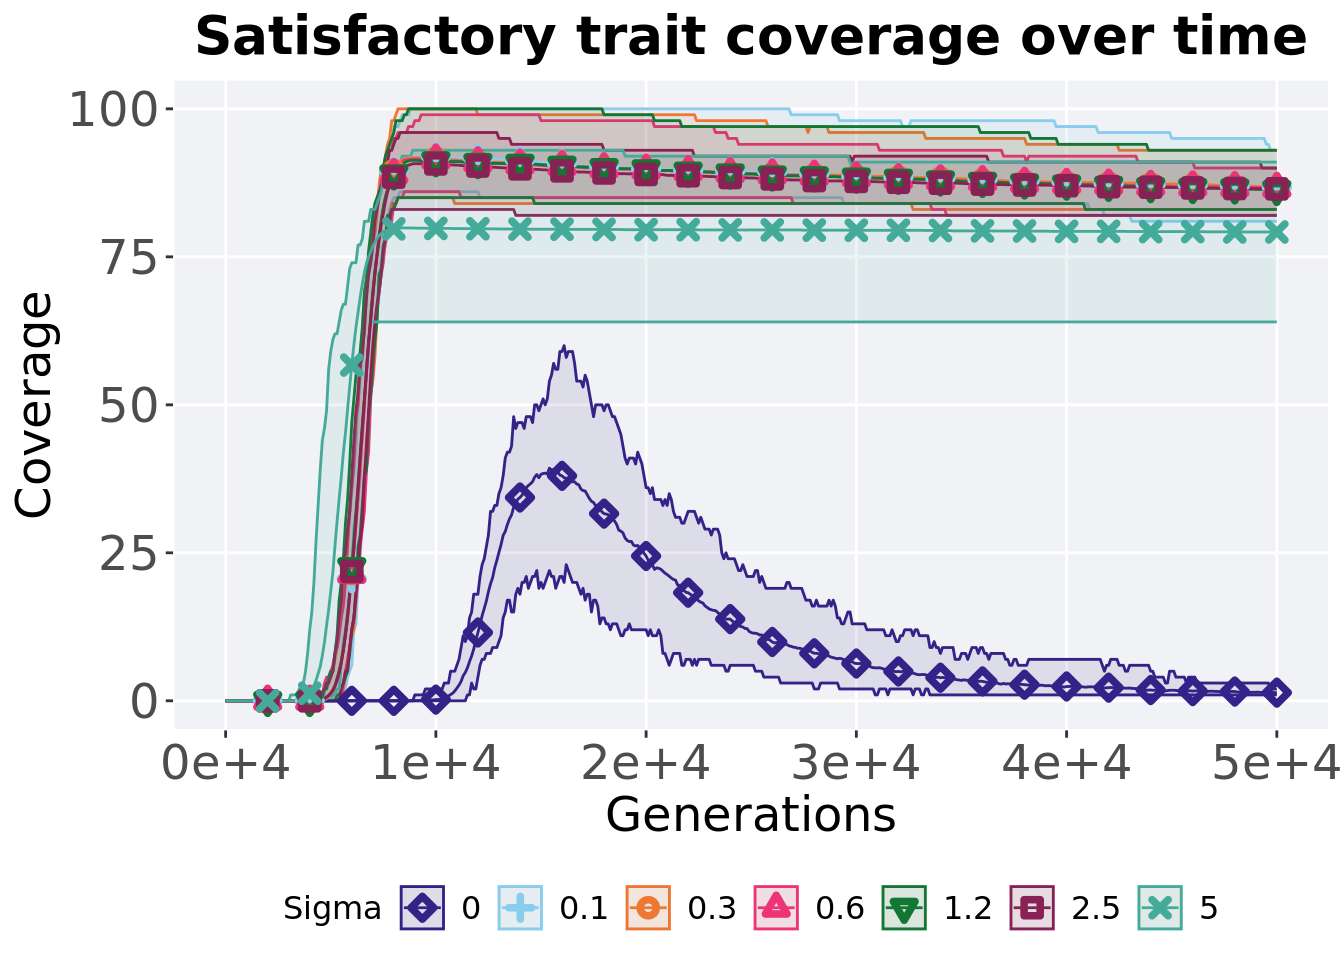 Satisfactory trait coverage over time
Coverage
100
75
50
25
0
0e+4 1e+4 2e+4 3e+4 4e+4 5e+4
Generations
Sigma 0 0.1 0.3 0.6 1.2 2.5 5